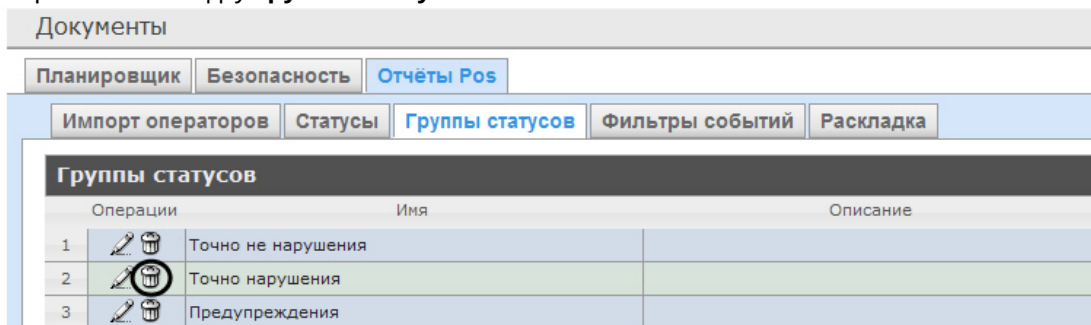 Документы
Планировщик Безопасность Отчёты Pos
Импорт операторов Статусы Группы статусов Фильтры событий Раскладка
Группы статусов
Операции Имя Описание
1 Точно не нарушения
2 Точно нарушения
3 Предупреждения